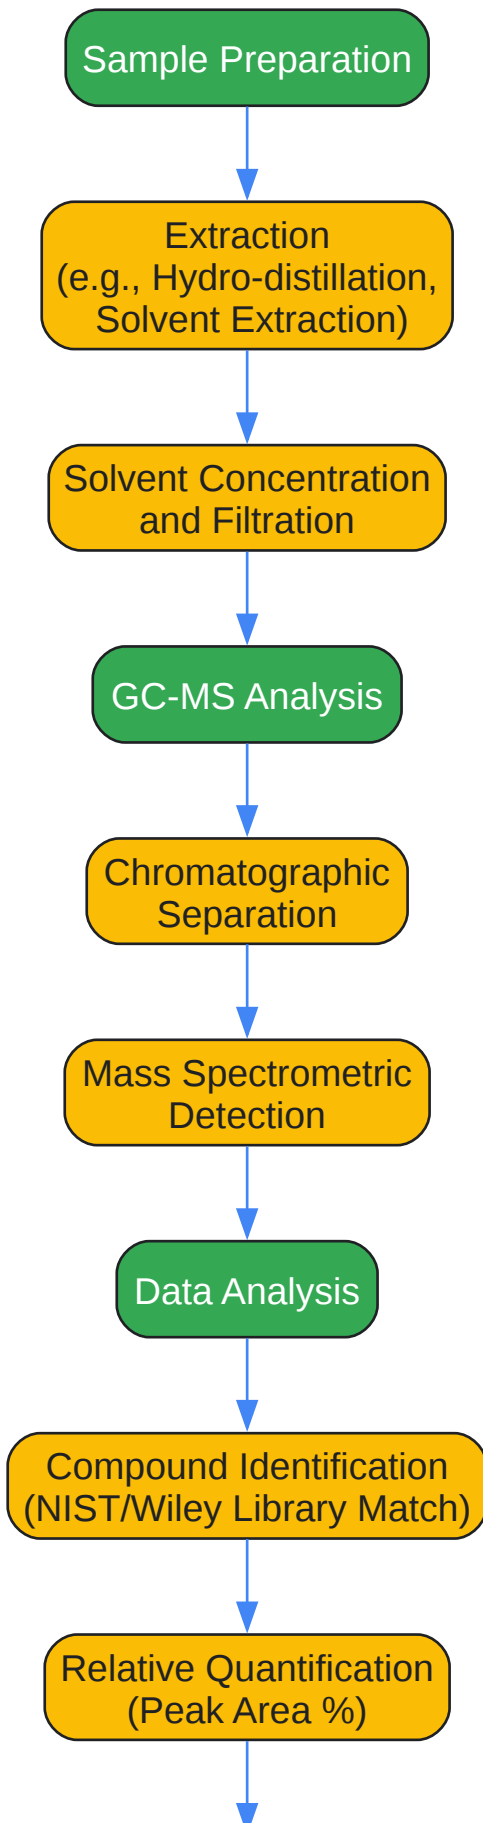 Sample Preparation
Extraction
(e.g., Hydro-distillation,
Solvent Extraction)
Solvent Concentration
and Filtration
GC-MS Analysis
Chromatographic
Separation
Mass Spectrometric
Detection
Data Analysis
Compound Identification
(NIST/Wiley Library Match)
Relative Quantification
(Peak Area %)